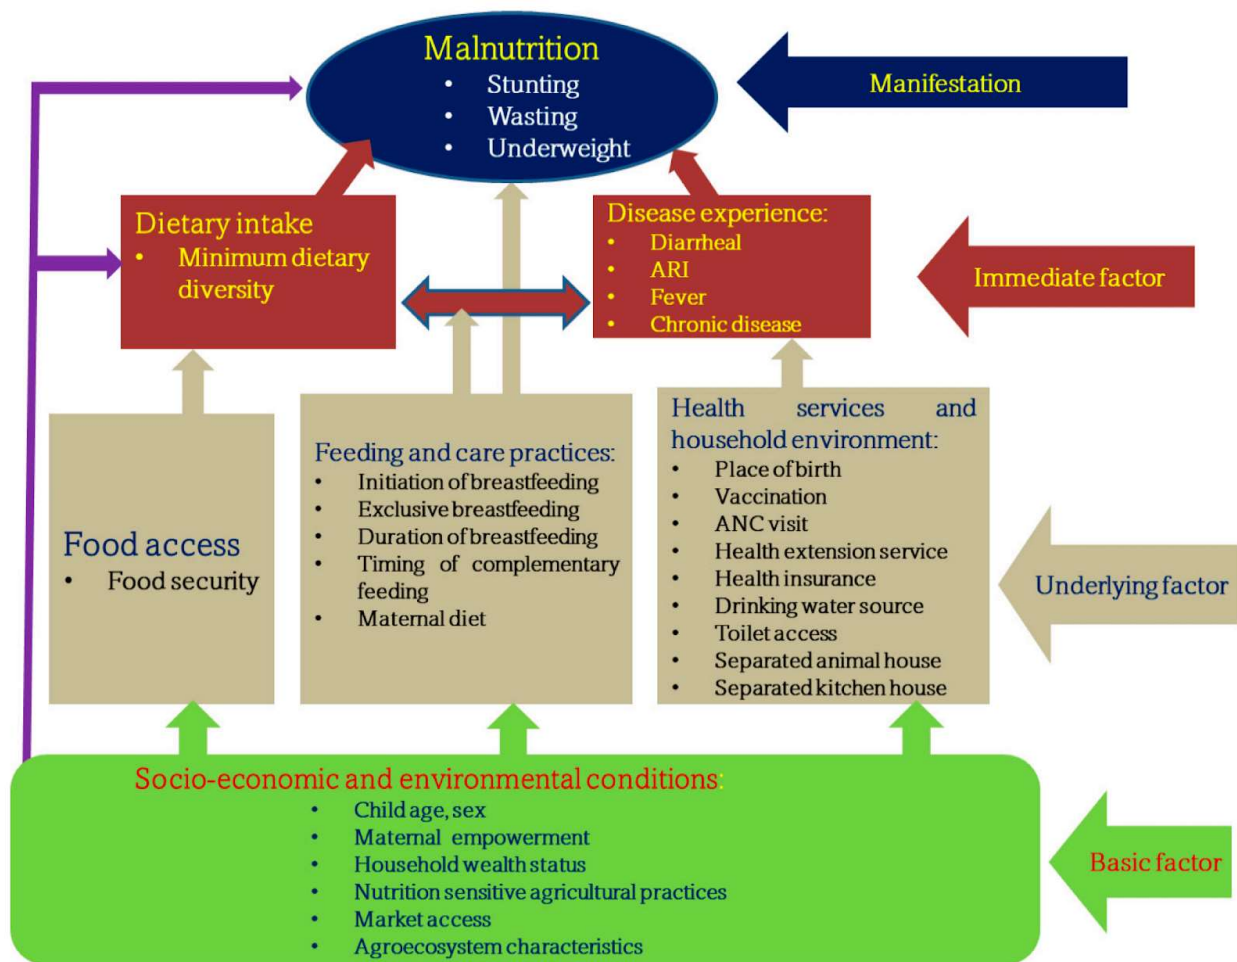 Malnutrition
• Stunting
• Wasting
• Underweight
Manifestation
Dietary intake
• Minimum dietary
diversity
Disease experience:
• Diarrheal
• ARI
• Fever
• Chronic disease
Immediate factor
Food access
• Food security
Feeding and care practices:
• Initiation of breastfeeding
• Exclusive breastfeeding
• Duration of breastfeeding
• Timing of complementary
feeding
• Maternal diet
Health services and
household environment:
• Place of birth
• Vaccination
• ANC visit
• Health extension service
• Health insurance
• Drinking water source
• Toilet access
• Separated animal house
• Separated kitchen house
Underlying factor
Socio-economic and environmental conditions:
• Child age, sex
• Maternal empowerment
• Household wealth status
• Nutrition sensitive agricultural practices
• Market access
• Agroecosystem characteristics
Basic factor